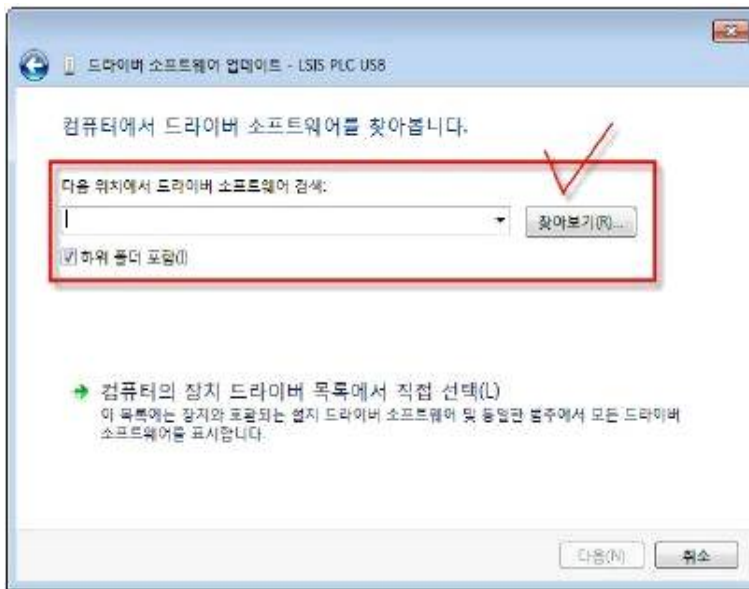 드라이버 소프트웨어 업데이트 - LSIS PLC USB
컴퓨터에서 드라이버 소프트웨어를 찾아봅니다.
다음 위치에서 드라이버 소프트웨어 검색:
찾아보기(R)...
하위 폴더 포함(I)
컴퓨터의 장치 드라이버 목록에서 직접 선택(L)
이 목록에는 장치와 호환되는 설치 드라이버 소프트웨어 및 동일한 범주에서 모든 드라이버
소프트웨어를 표시합니다.
다음(N) 취소